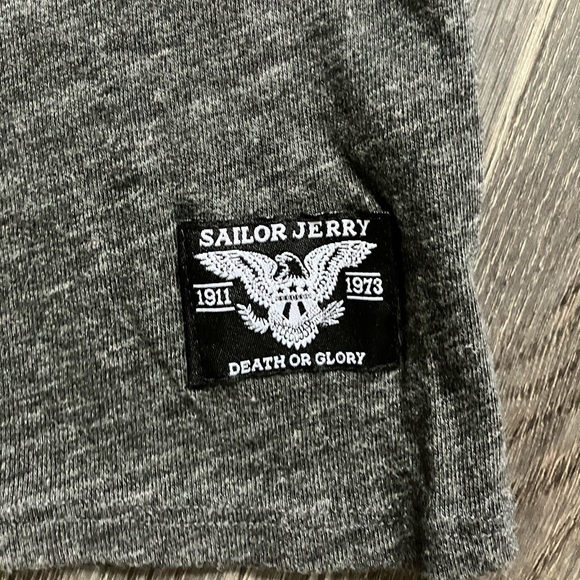 SAILOR JERRY
1911 1973
DEATH OR GLORY